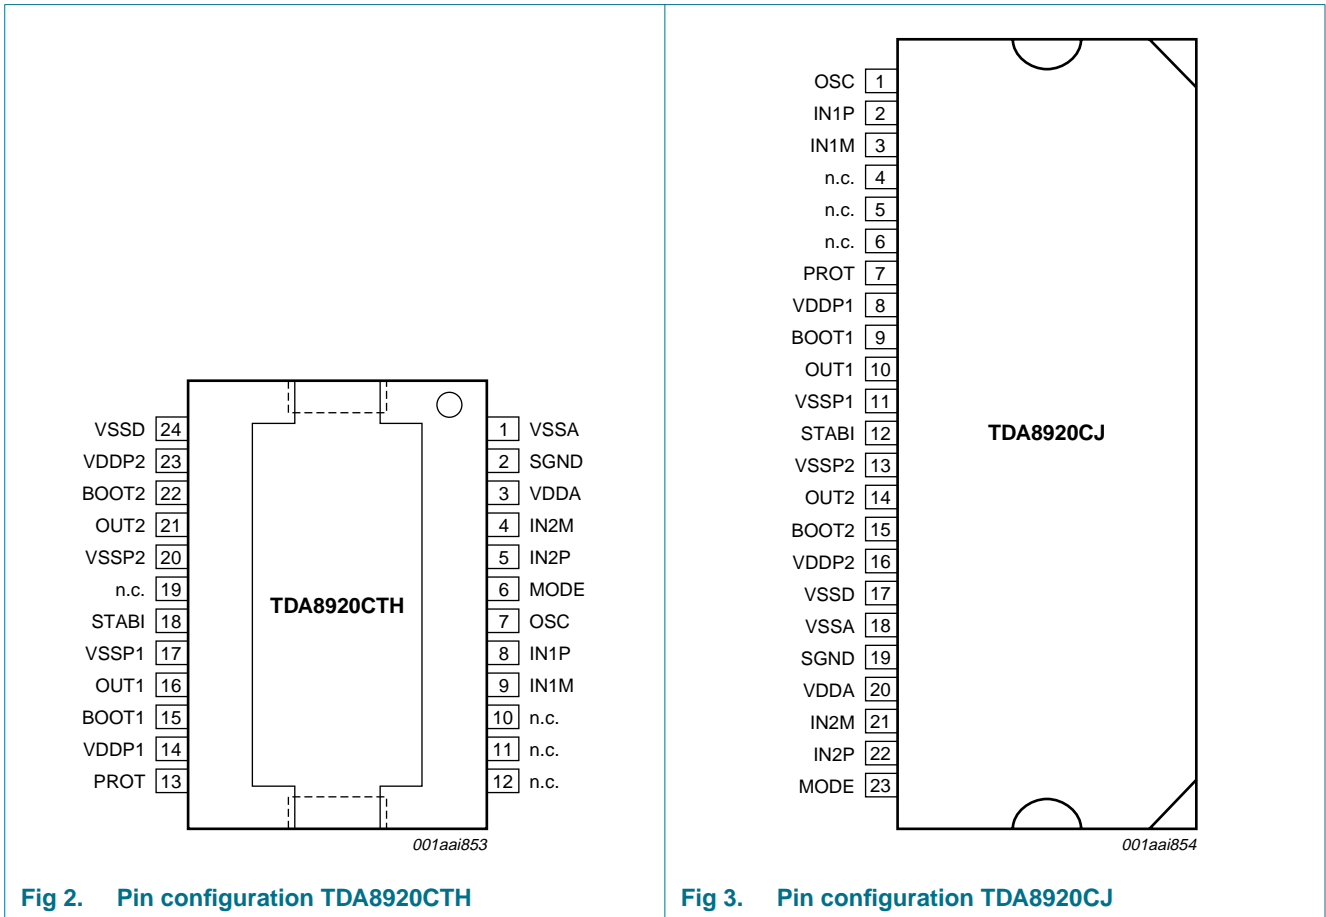 VSSD 24
VDDP2 23
BOOT2 22
OUT2 21
VSSP2 20
n.c. 19
STABI 18
VSSP1 17
OUT1 16
BOOT1 15
VDDP1 14
PROT 13
TDA8920CTH
1 VSSA
2 SGND
3 VDDA
4 IN2M
5 IN2P
6 MODE
7 OSC
8 IN1P
9 IN1M
10 n.c.
11 n.c.
12 n.c.
001aai853
Fig 2. Pin configuration TDA8920CTH
OSC 1
IN1P 2
IN1M 3
n.c. 4
n.c. 5
n.c. 6
PROT 7
VDDP1 8
BOOT1 9
OUT1 10
VSSP1 11
STABI 12
VSSP2 13
OUT2 14
BOOT2 15
VDDP2 16
VSSD 17
VSSA 18
SGND 19
VDDA 20
IN2M 21
IN2P 22
MODE 23
TDA8920CJ
001aai854
Fig 3. Pin configuration TDA8920CJ